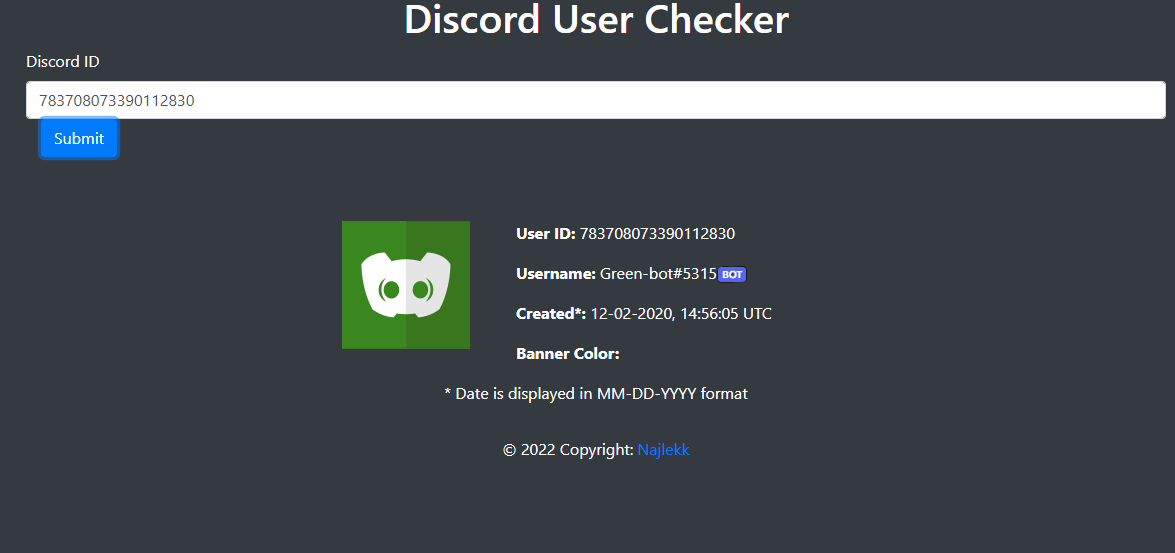 Discord User Checker
Discord ID
783708073390112830
Submit
User ID: 783708073390112830
Username: Green-bot#5315 BOT
Created*: 12-02-2020, 14:56:05 UTC
Banner Color:
* Date is displayed in MM-DD-YYYY format
© 2022 Copyright: Najlekk